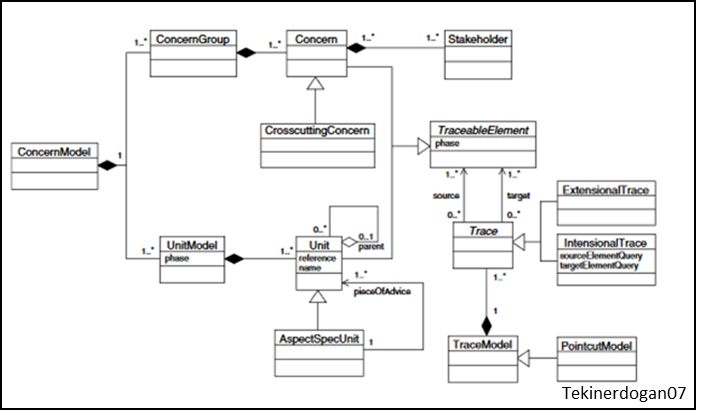 ConcernGroup
Concern
Stakeholder
1..*
1..*
1..*
1..*
CrosscuttingConcern
TraceableElement
phase
ConcernModel
1
1..*
1..*
source
target
ExtensionalTrace
0..*
0..*
Trace
0..*
0..1
parent
1..*
UnitModel
phase
1..*
Unit
reference
name
IntensionalTrace
sourceElementQuery
targetElementQuery
1..*
pieceOfAdvice
1..*
1
AspectSpecUnit
1
TraceModel
PointcutModel
Tekinerdogan07